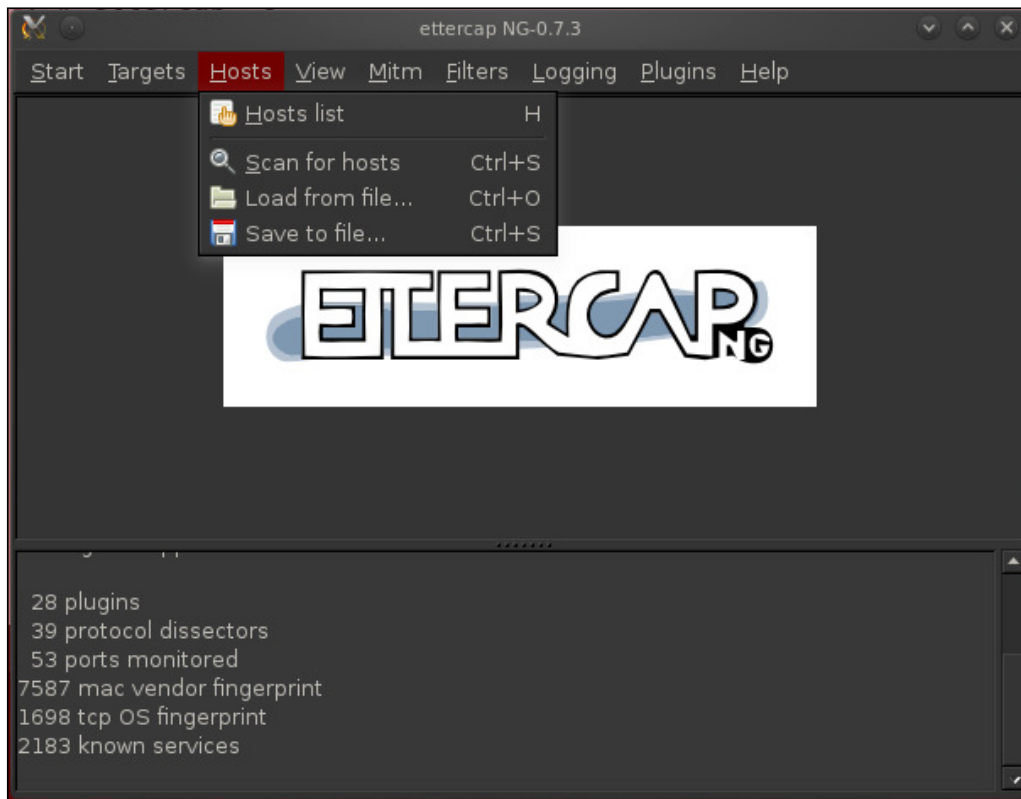 ettercap NG-0.7.3
Start Targets Hosts View Mitm Filters Logging Plugins Help
Hosts list H
Scan for hosts Ctrl+S
Load from file... Ctrl+O
Save to file... Ctrl+S
ETTERCAP NG
28 plugins
39 protocol dissectors
53 ports monitored
7587 mac vendor fingerprint
1698 tcp OS fingerprint
2183 known services